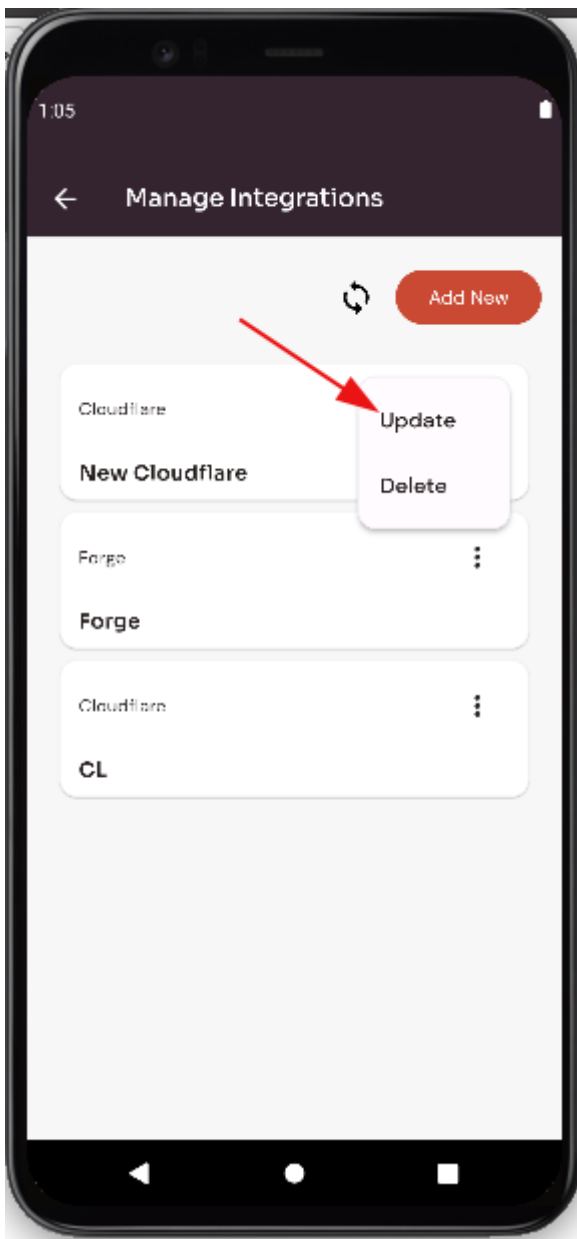 1:05
Manage Integrations
Add New
Cloudflare
New Cloudflare
Update
Delete
Forge
Forge
Cloudflare
CL